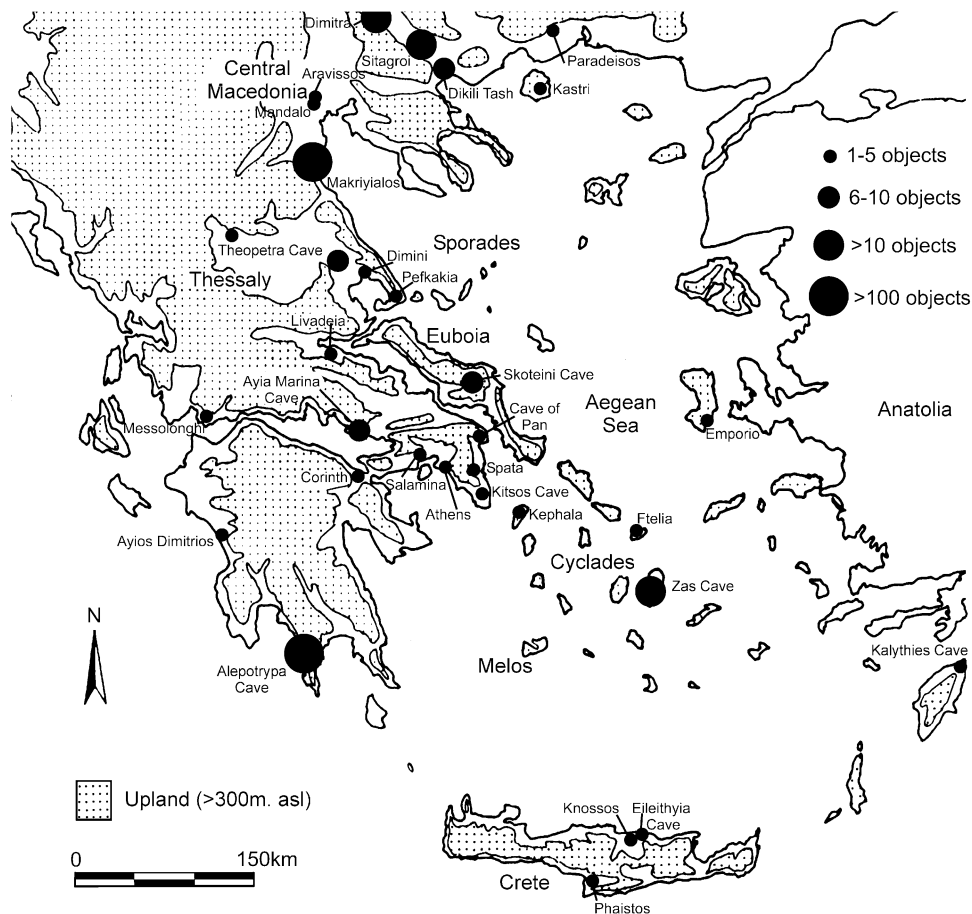 Dimitra
Sitagroi
Paradeisos
Central
Macedonia
Aravissos
Dikili Tash
Kastri
Mandalo
1-5 objects
Makriyialos
6-10 objects
Theopetra Cave
Sporades
>10 objects
Dimini
Thessaly
Pefkakia
>100 objects
Livadeia
Euboia
Ayia Marina
Cave
Skoteini Cave
Cave of
Pan
Aegean
Sea
Anatolia
Messolonghi
Emporio
Corinth
Salamina
Spata
Kitsos Cave
Athens
Kephala
Ftelia
Ayios Dimitrios
Cyclades
Zas Cave
N
Melos
Kalythies Cave
Alepotrypa
Cave
Upland (>300m. asl)
Knossos
Eileithyia
Cave
0
150km
Crete
Phaistos